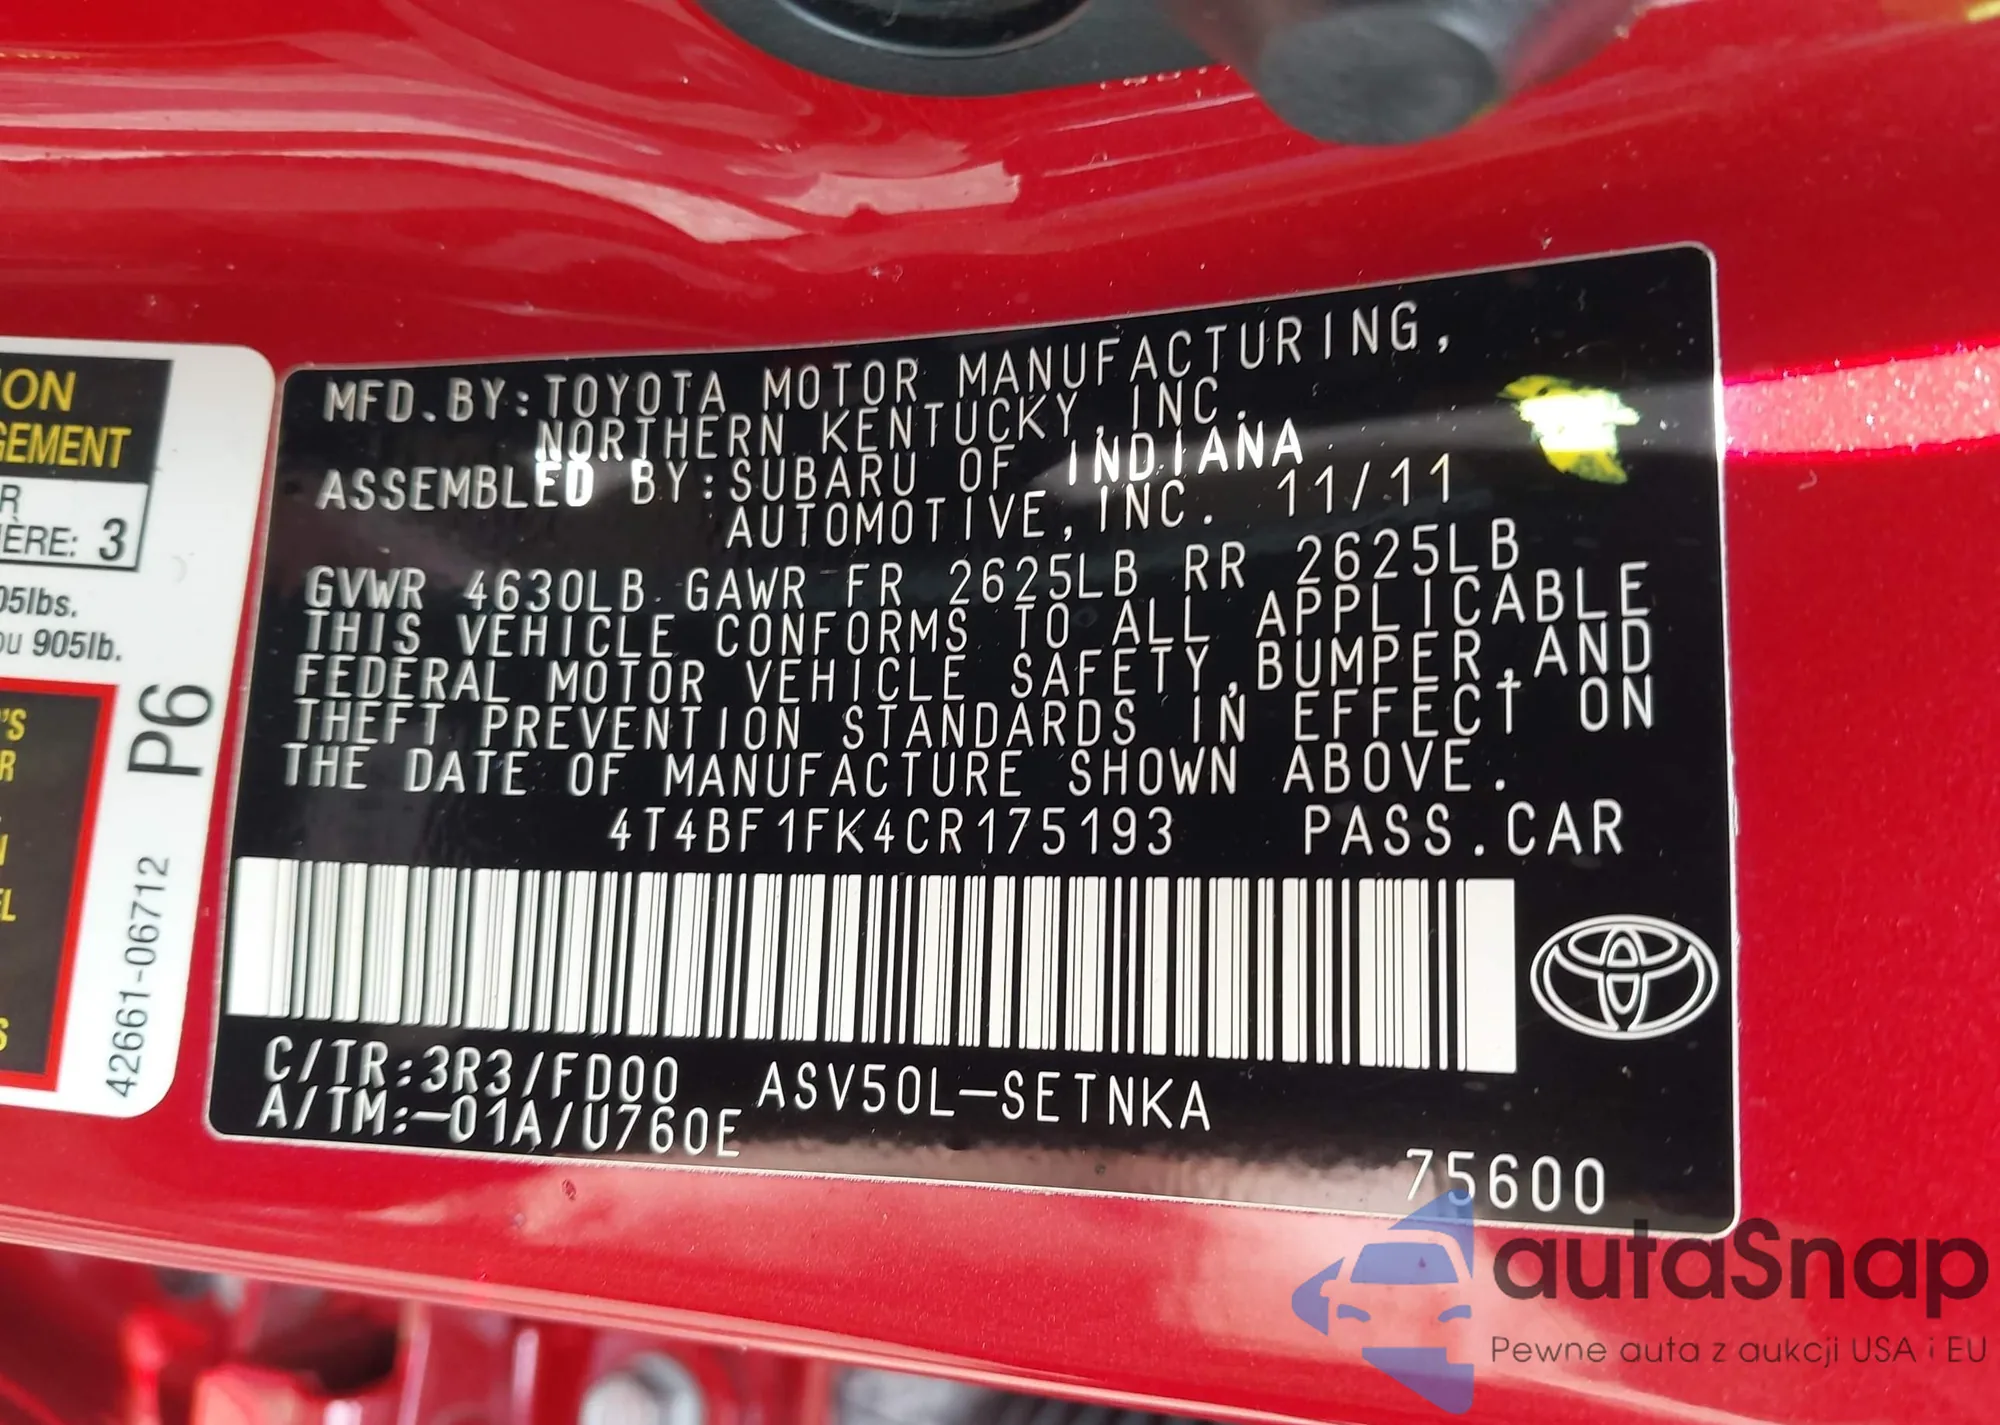 MFD.BY:TOYOTA MOTOR MANUFACTURING,
NORTHERN KENTUCKY,INC.
ASSEMBLED BY:SUBARU OF INDIANA
AUTOMOTIVE,INC. 11/11
GVWR 4630LB GAWR FR 2625LB RR 2625LB
THIS VEHICLE CONFORMS TO ALL APPLICABLE
FEDERAL MOTOR VEHICLE SAFETY,BUMPER,AND
THEFT PREVENTION STANDARDS IN EFFECT ON
THE DATE OF MANUFACTURE SHOWN ABOVE.
4T4BF1FK4CR175193 PASS.CAR
C/TR:3R3/FD00 ASV50L-SETNKA
A/TM:-01A/U760E
75600
ION
GEMENT
R
IÈRE: 3
05lbs.
ou 905lb.
'S
R
N
EL
S
P6
42661-06712
autaSnap
Pewne auta z aukcji USA i EU